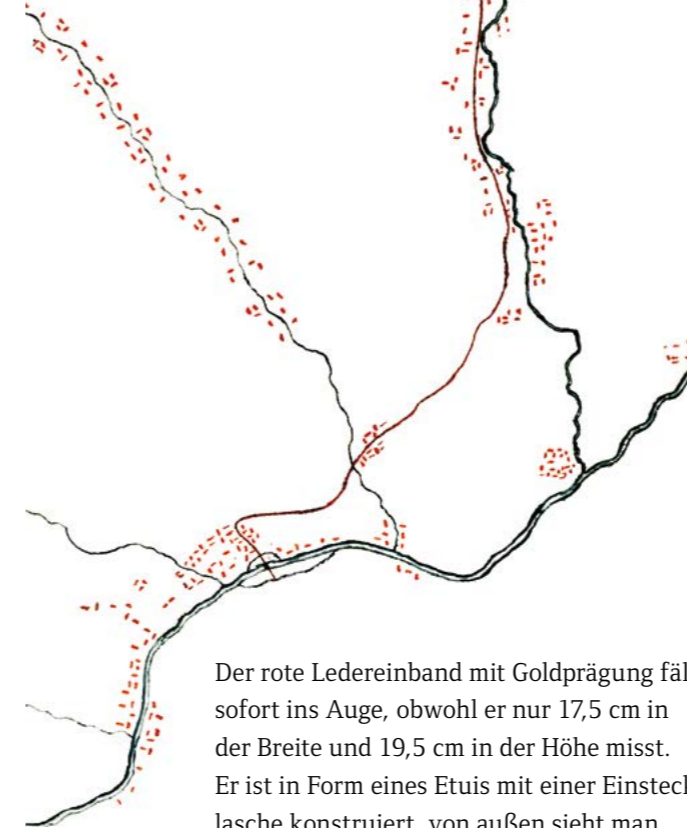 Der rote Ledereinband mit Goldprägung fäl
sofort ins Auge, obwohl er nur 17,5 cm in
der Breite und 19,5 cm in der Höhe misst.
Er ist in Form eines Etuis mit einer Einsteck
lasche konstruiert, von außen sieht man